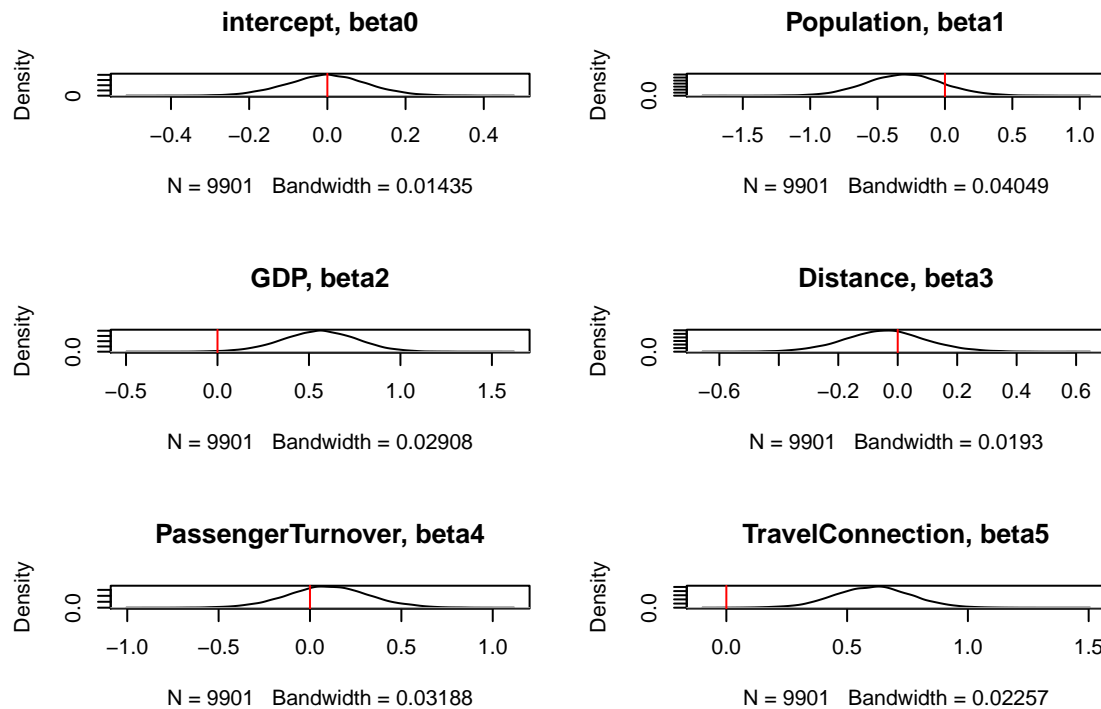 intercept, beta0
Density
0
−0.4 −0.2 0.0 0.2 0.4
N = 9901 Bandwidth = 0.01435
Population, beta1
Density
0.0
−1.5 −1.0 −0.5 0.0 0.5 1.0
N = 9901 Bandwidth = 0.04049
GDP, beta2
Density
0.0
−0.5 0.0 0.5 1.0 1.5
N = 9901 Bandwidth = 0.02908
Distance, beta3
Density
0.0
−0.6 −0.2 0.0 0.2 0.4 0.6
N = 9901 Bandwidth = 0.0193
PassengerTurnover, beta4
Density
0.0
−1.0 −0.5 0.0 0.5 1.0
N = 9901 Bandwidth = 0.03188
TravelConnection, beta5
Density
0.0
0.0 0.5 1.0 1.5
N = 9901 Bandwidth = 0.02257